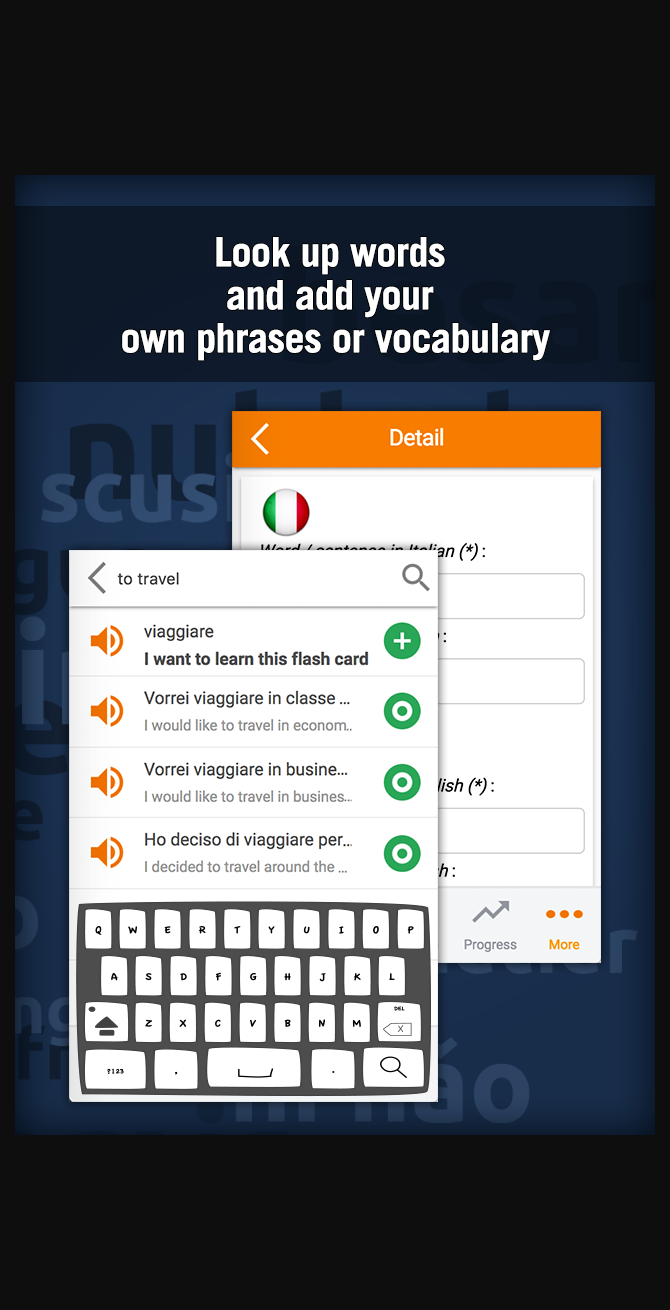 Look up words
and add your
own phrases or vocabulary
scusi
Detail
Word / sentence in Italian (*) :
to travel
viaggiare
I want to learn this flash card
Vorrei viaggiare in classe ...
I would like to travel in econom..
Vorrei viaggiare in busine...
I would like to travel in busines...
Ho deciso di viaggiare per...
I decided to travel around the ...
lish (*) :
h :
Progress
More
Q W E R T Y U I O P
A S D F G H J K L
Z X C V B N M DEL X
?123 , .
não